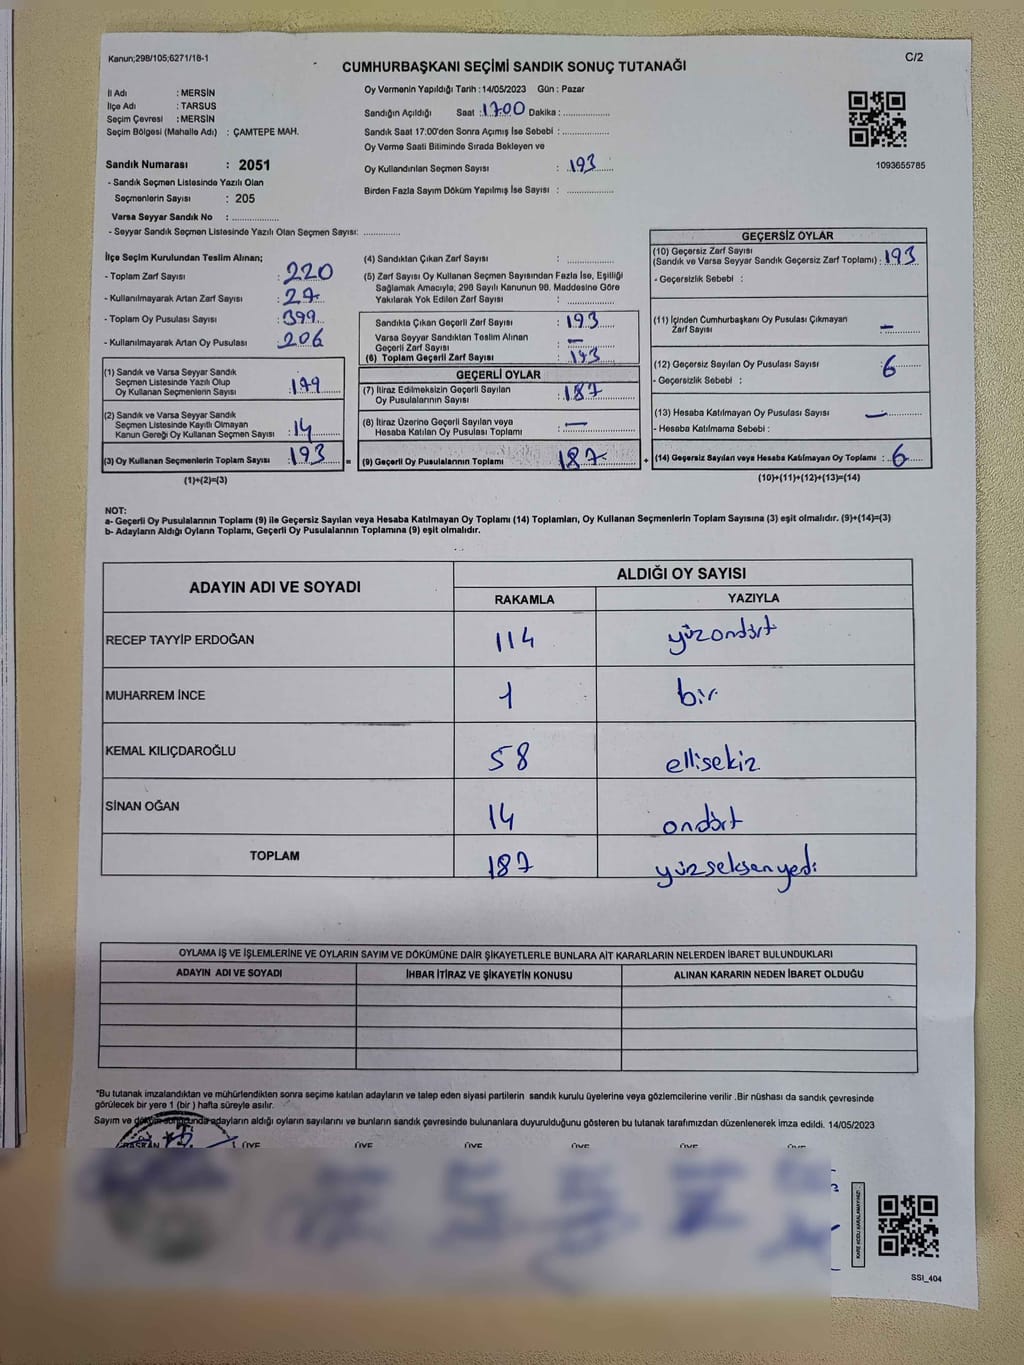 Kanun;298/105;6271/18-1
C/2
CUMHURBAŞKANI SEÇİMİ SANDIK SONUÇ TUTANAĞI
İl Adı : MERSİN
İlçe Adı : TARSUS
Seçim Çevresi : MERSİN
Seçim Bölgesi (Mahalle Adı) : ÇAMTEPE MAH.
Sandık Numarası : 2051
- Sandık Seçmen Listesinde Yazılı Olan
Seçmenlerin Sayısı : 205
Varsa Seyyar Sandık No : ..................
- Seyyar Sandık Seçmen Listesinde Yazılı Olan Seçmen Sayısı: ..............
Oy Vermenin Yapıldığı Tarih : 14/05/2023 Gün : Pazar
Sandığın Açıldığı Saat : 17.00 Dakika : ..................
Sandık Saat 17:00'den Sonra Açmış İse Sebebi : ..................
Oy Verme Saati Bitiminde Sırada Bekleyen ve
Oy Kullandırılan Seçmen Sayısı : 193
Birden Fazla Sayım Döküm Yapılmış İse Sayısı : ..................
1093655785
İlçe Seçim Kurulundan Teslim Alınan;
- Toplam Zarf Sayısı : 220
- Kullanılmayarak Artan Zarf Sayısı : 27
- Toplam Oy Pusulası Sayısı : 399
- Kullanılmayarak Artan Oy Pusulası : 206
(1) Sandık ve Varsa Seyyar Sandık
Seçmen Listesinde Yazılı Olup
Oy Kullanan Seçmenlerin Sayısı : 179
(2) Sandık ve Varsa Seyyar Sandık
Seçmen Listesinde Kayıtlı Olmayan
Kanun Gereği Oy Kullanan Seçmen Sayısı : 14
(3) Oy Kullanan Seçmenlerin Toplam Sayısı : 193 =
(1)+(2)=(3)
(4) Sandıktan Çıkan Zarf Sayısı : ..................
(5) Zarf Sayısı Oy Kullanan Seçmen Sayısından Fazla İse, Eşitliği
Sağlamak Amacıyla, 298 Sayılı Kanunun 98. Maddesine Göre
Yakılarak Yok Edilen Zarf Sayısı : ..................
Sandıkta Çıkan Geçerli Zarf Sayısı : 193
Varsa Seyyar Sandıktan Teslim Alınan
Geçerli Zarf Sayısı : —
(6) Toplam Geçerli Zarf Sayısı : 193
GEÇERLİ OYLAR
(7) İtiraz Edilmeksizin Geçerli Sayılan
Oy Pusulalarının Sayısı : 187
(8) İtiraz Üzerine Geçerli Sayılan veya
Hesaba Katılan Oy Pusulası Toplamı : —
(9) Geçerli Oy Pusulalarının Toplamı 187 +
GEÇERSİZ OYLAR
(10) Geçersiz Zarf Sayısı
(Sandık ve Varsa Seyyar Sandık Geçersiz Zarf Toplamı) : 193
- Geçersizlik Sebebi :
(11) İçinden Cumhurbaşkanı Oy Pusulası Çıkmayan
Zarf Sayısı : —
(12) Geçersiz Sayılan Oy Pusulası Sayısı : 6
- Geçersizlik Sebebi :
(13) Hesaba Katılmayan Oy Pusulası Sayısı : —
- Hesaba Katılmama Sebebi :
(14) Geçersiz Sayılan veya Hesaba Katılmayan Oy Toplamı : 6
(10)+(11)+(12)+(13)=(14)
NOT:
a- Geçerli Oy Pusulalarının Toplamı (9) ile Geçersiz Sayılan veya Hesaba Katılmayan Oy Toplamı (14) Toplamları, Oy Kullanan Seçmenlerin Toplam Sayısına (3) eşit olmalıdır. (9)+(14)=(3)
b- Adayların Aldığı Oyların Toplamı, Geçerli Oy Pusulalarının Toplamına (9) eşit olmalıdır.
ADAYIN ADI VE SOYADI ALDIĞI OY SAYISI
RAKAMLA YAZIYLA
RECEP TAYYİP ERDOĞAN 114 yüzondört
MUHARREM İNCE 1 bir
KEMAL KILIÇDAROĞLU 58 ellisekiz
SİNAN OĞAN 14 ondört
TOPLAM 187 yüzseksenyedi
OYLAMA İŞ VE İŞLEMLERİNE VE OYLARIN SAYIM VE DÖKÜMÜNE DAİR ŞİKAYETLERLE BUNLARA AİT KARARLARIN NELERDEN İBARET BULUNDUKLARI
ADAYIN ADI VE SOYADI İHBAR İTİRAZ VE ŞİKAYETİN KONUSU ALINAN KARARIN NEDEN İBARET OLDUĞU
*Bu tutanak imzalandıktan ve mühürlendikten sonra seçime katılan adayların ve talep eden siyasi partilerin sandık kurulu üyelerine veya gözlemcilerine verilir .Bir nüshası da sandık çevresinde
görülecek bir yere 1 (bir ) hafta süreyle asılır.
Sayım ve döküm sonucunda adayların aldığı oyların sayılarını ve bunların sandık çevresinde bulunanlara duyurulduğunu gösteren bu tutanak tarafımızdan düzenlenerek imza edildi. 14/05/2023
BAŞKAN ÜYE ÜYE ÜYE ÜYE ÜYE ÜYE
KARE KODU KARALAMAYINIZ!
SSI_404